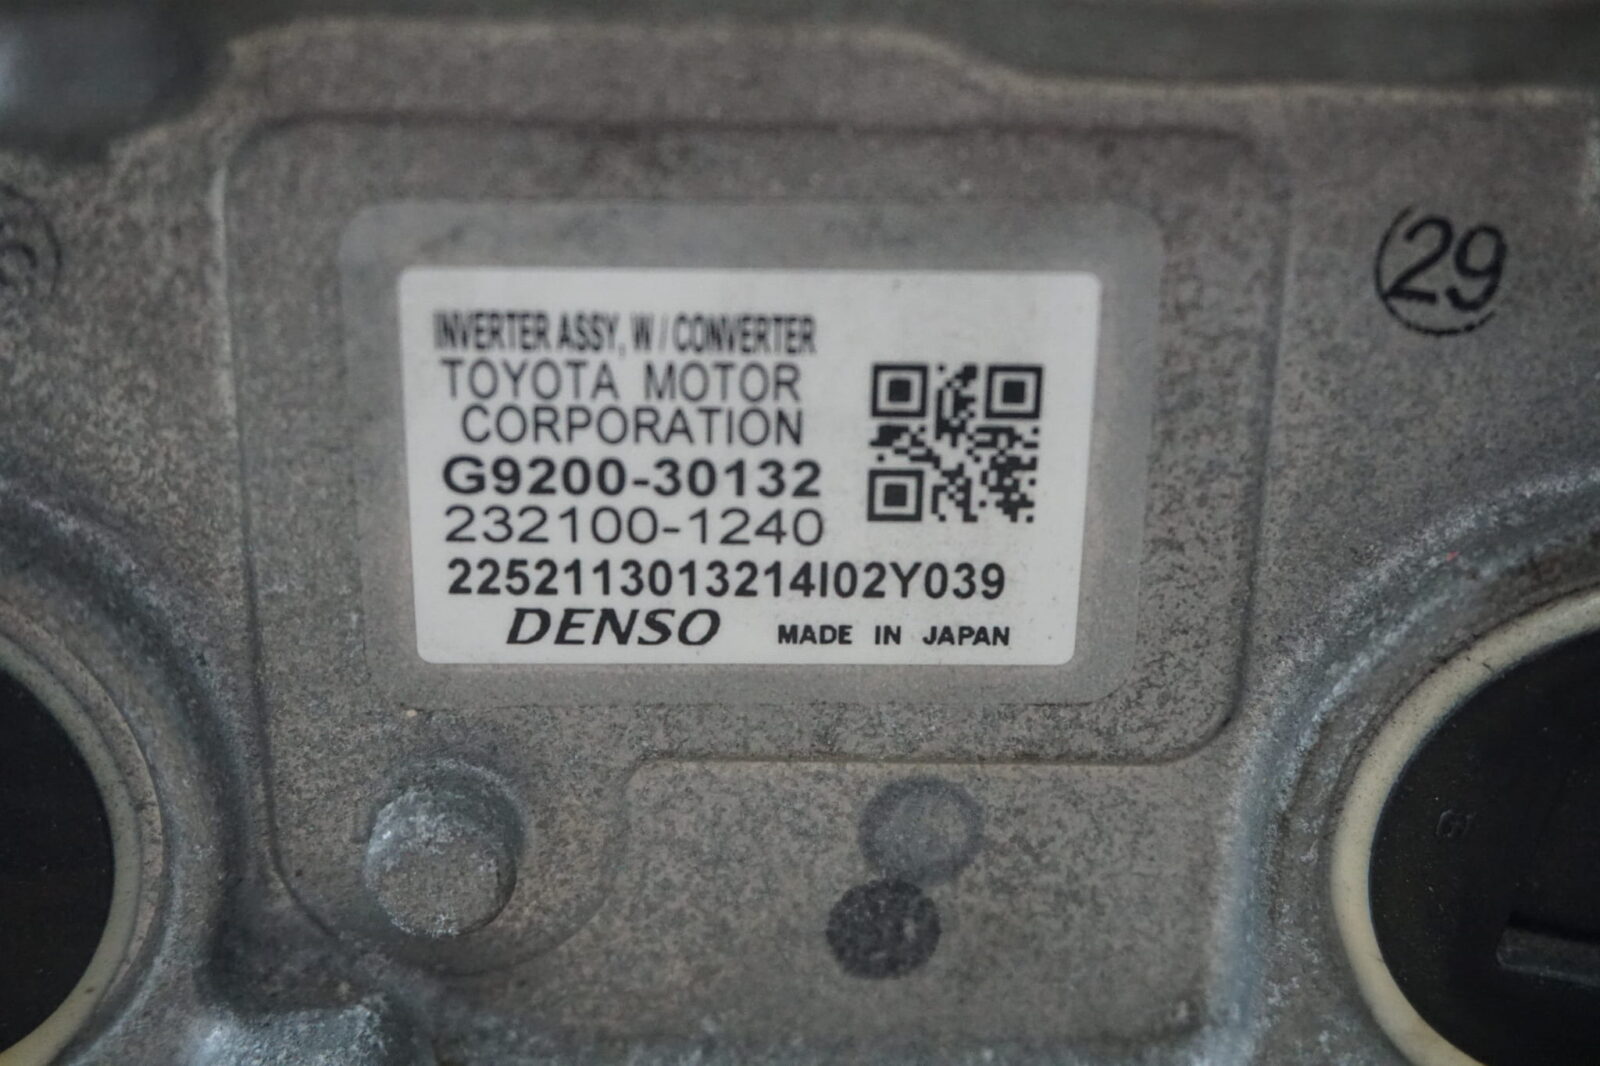 INVERTER ASSY, W / CONVERTER
TOYOTA MOTOR
CORPORATION
G9200-30132
232100-1240
2252113013214I02Y039
DENSO MADE IN JAPAN
29